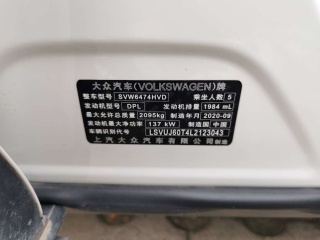 大众汽车(VOLKSWAGEN)牌
整车型号 SVW6474HVD 乘坐人数 5
发动机型号 DPL 发动机排量 1984 mL
最大允许总质量 2095kg 制造年月 2020-09
发动机最大净功率 137 kW 制造国 中国
车辆识别代号 LSVUJ60T4L2123043
上汽大众汽车有限公司 制造